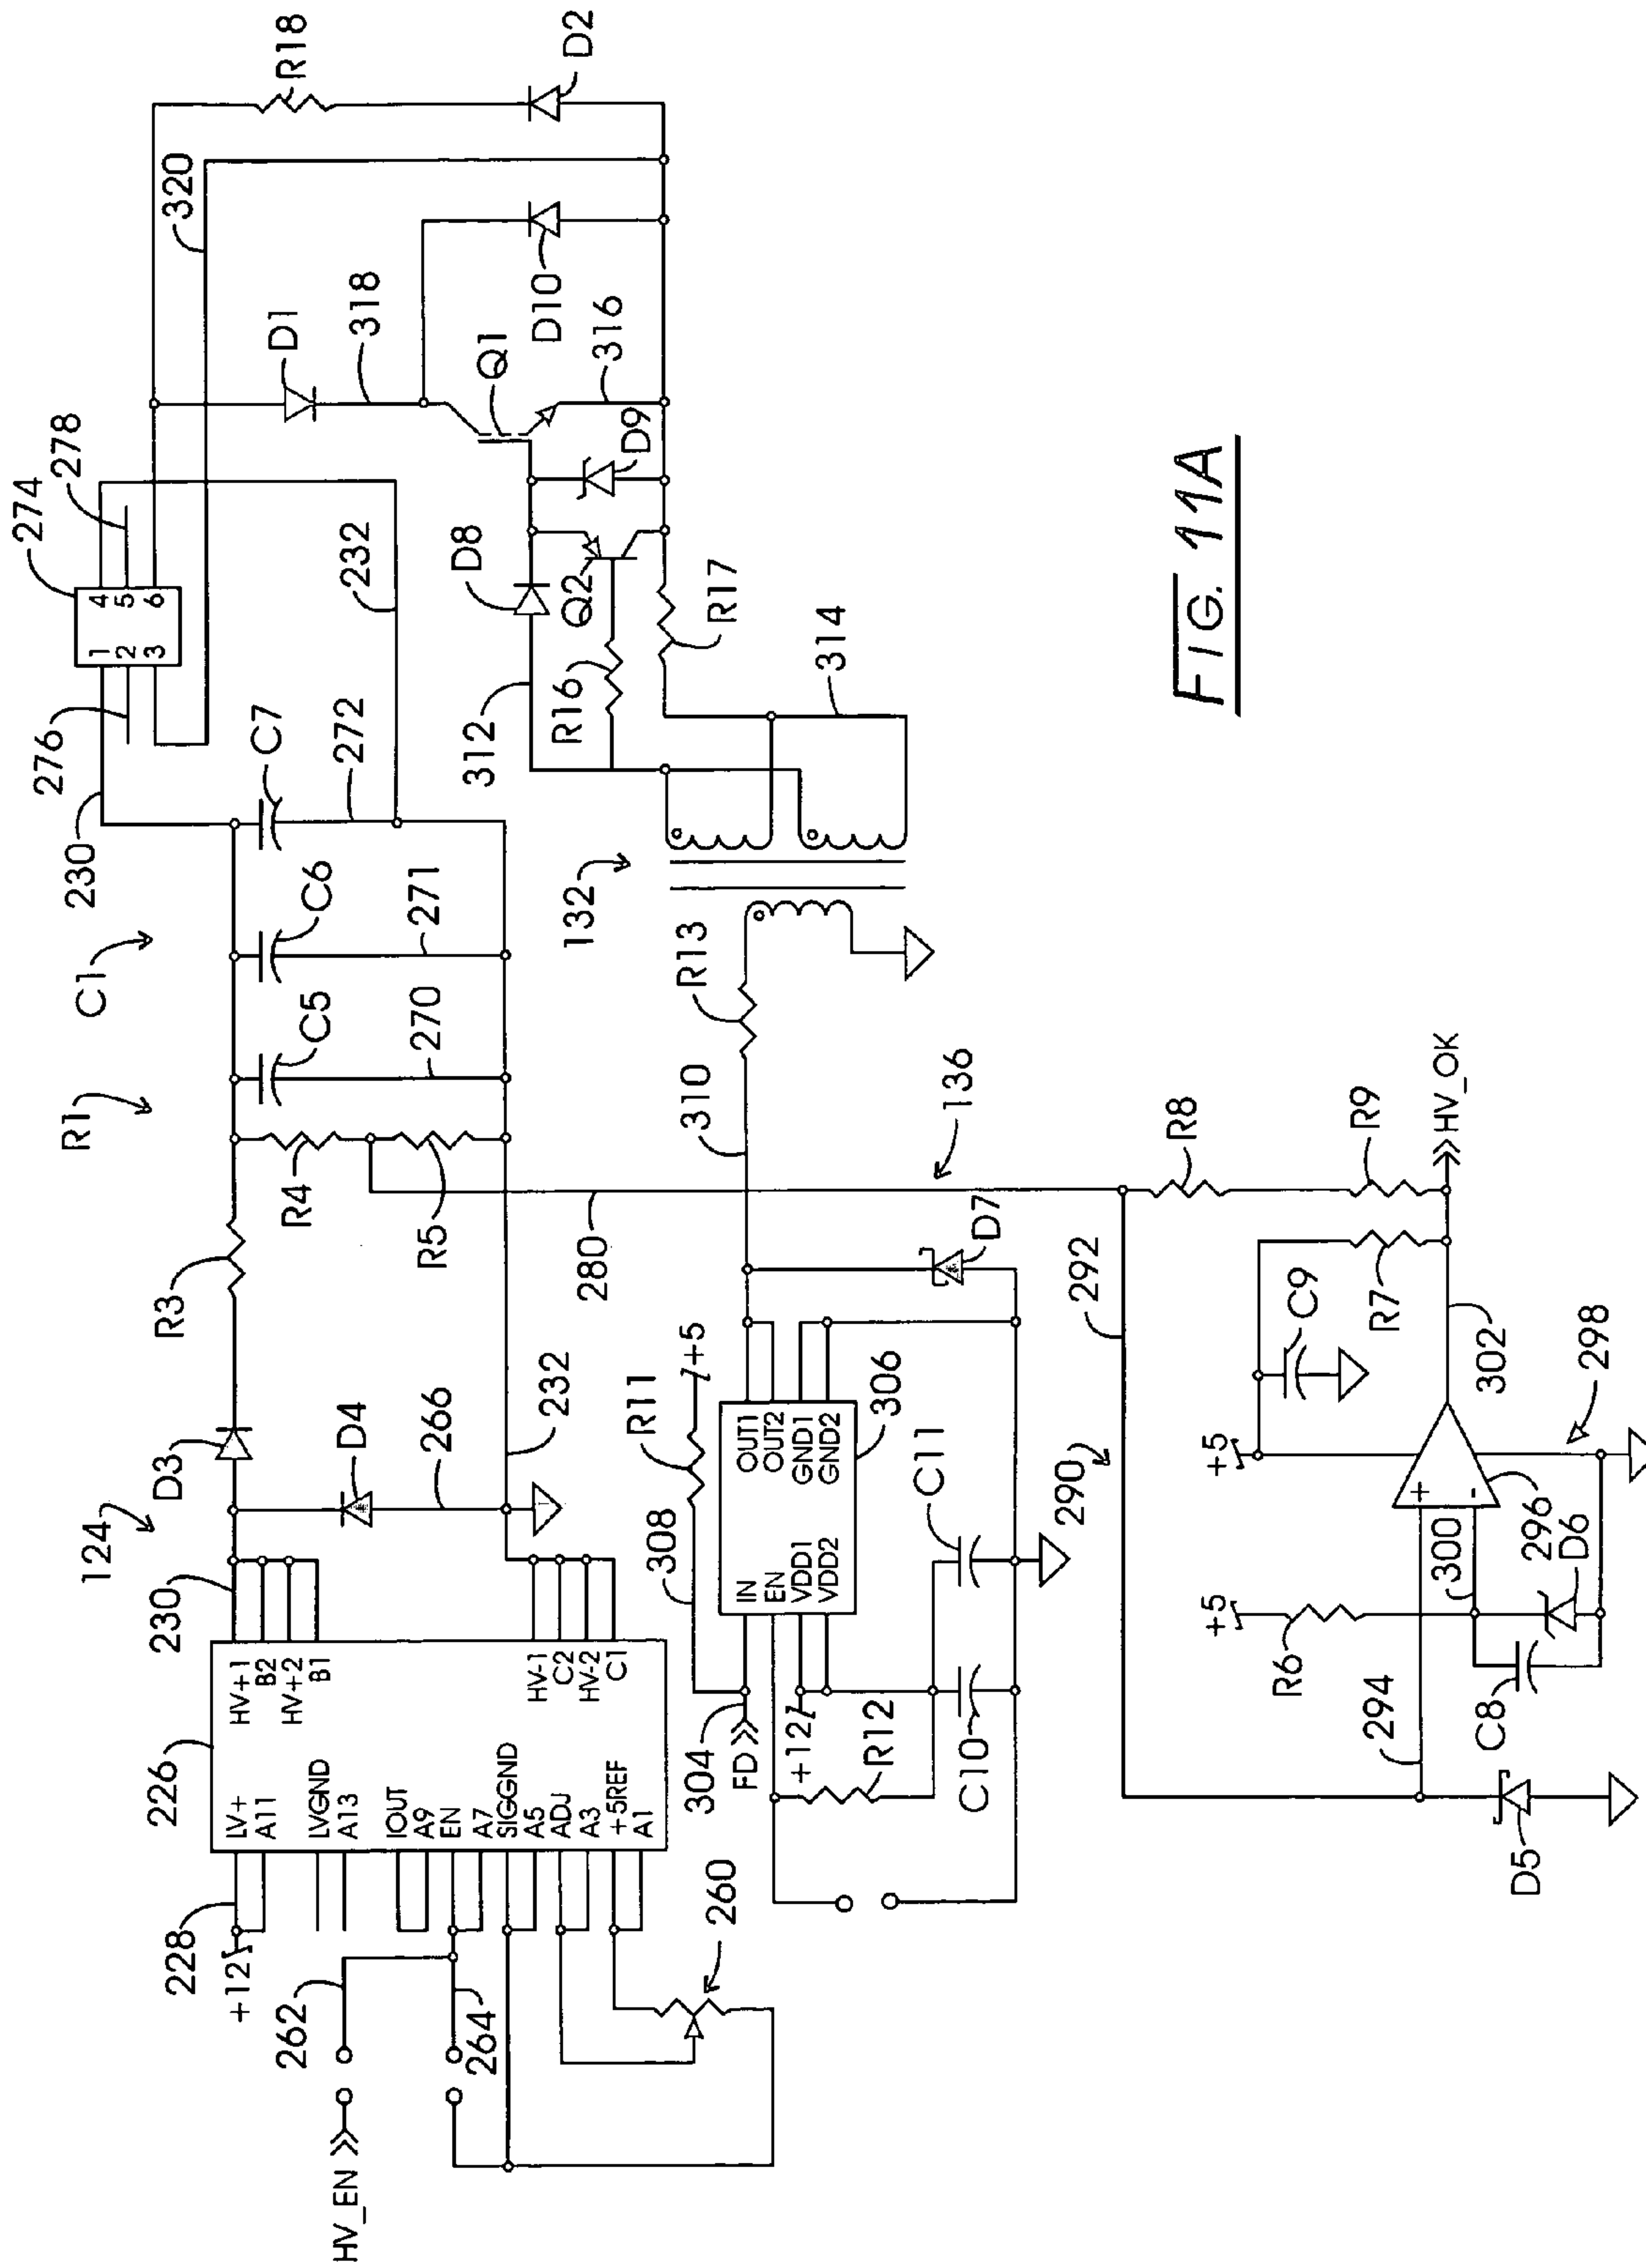 124
226
228
+12
262
HV_EN
264
260
LV+
A11
LVGND
A13
IOUT
A9
EN
A7
SIGGND
A5
ADJ
A3
+5REF
A1
HV+1
B2
HV+2
B1
HV-1
C2
HV-2
C1
230
D3
D4
266
232
R3
R1
R4
R5
C1
C5
270
C6
271
C7
272
230
276
274
278
1
2
3
4
5
6
232
320
R18
D2
D1
318
D10
Q1
316
D9
D8
Q2
312
R16
R17
314
132
R13
310
136
280
304
FD
308
R11
+5
IN
EN
VDD1
VDD2
OUT1
OUT2
GND1
GND2
306
+12
R12
C10
C11
D7
290
292
294
D5
+5
R6
C8
300
D6
296
298
+
-
+5
C9
R7
302
R8
R9
HV_OK
FIG. 11A